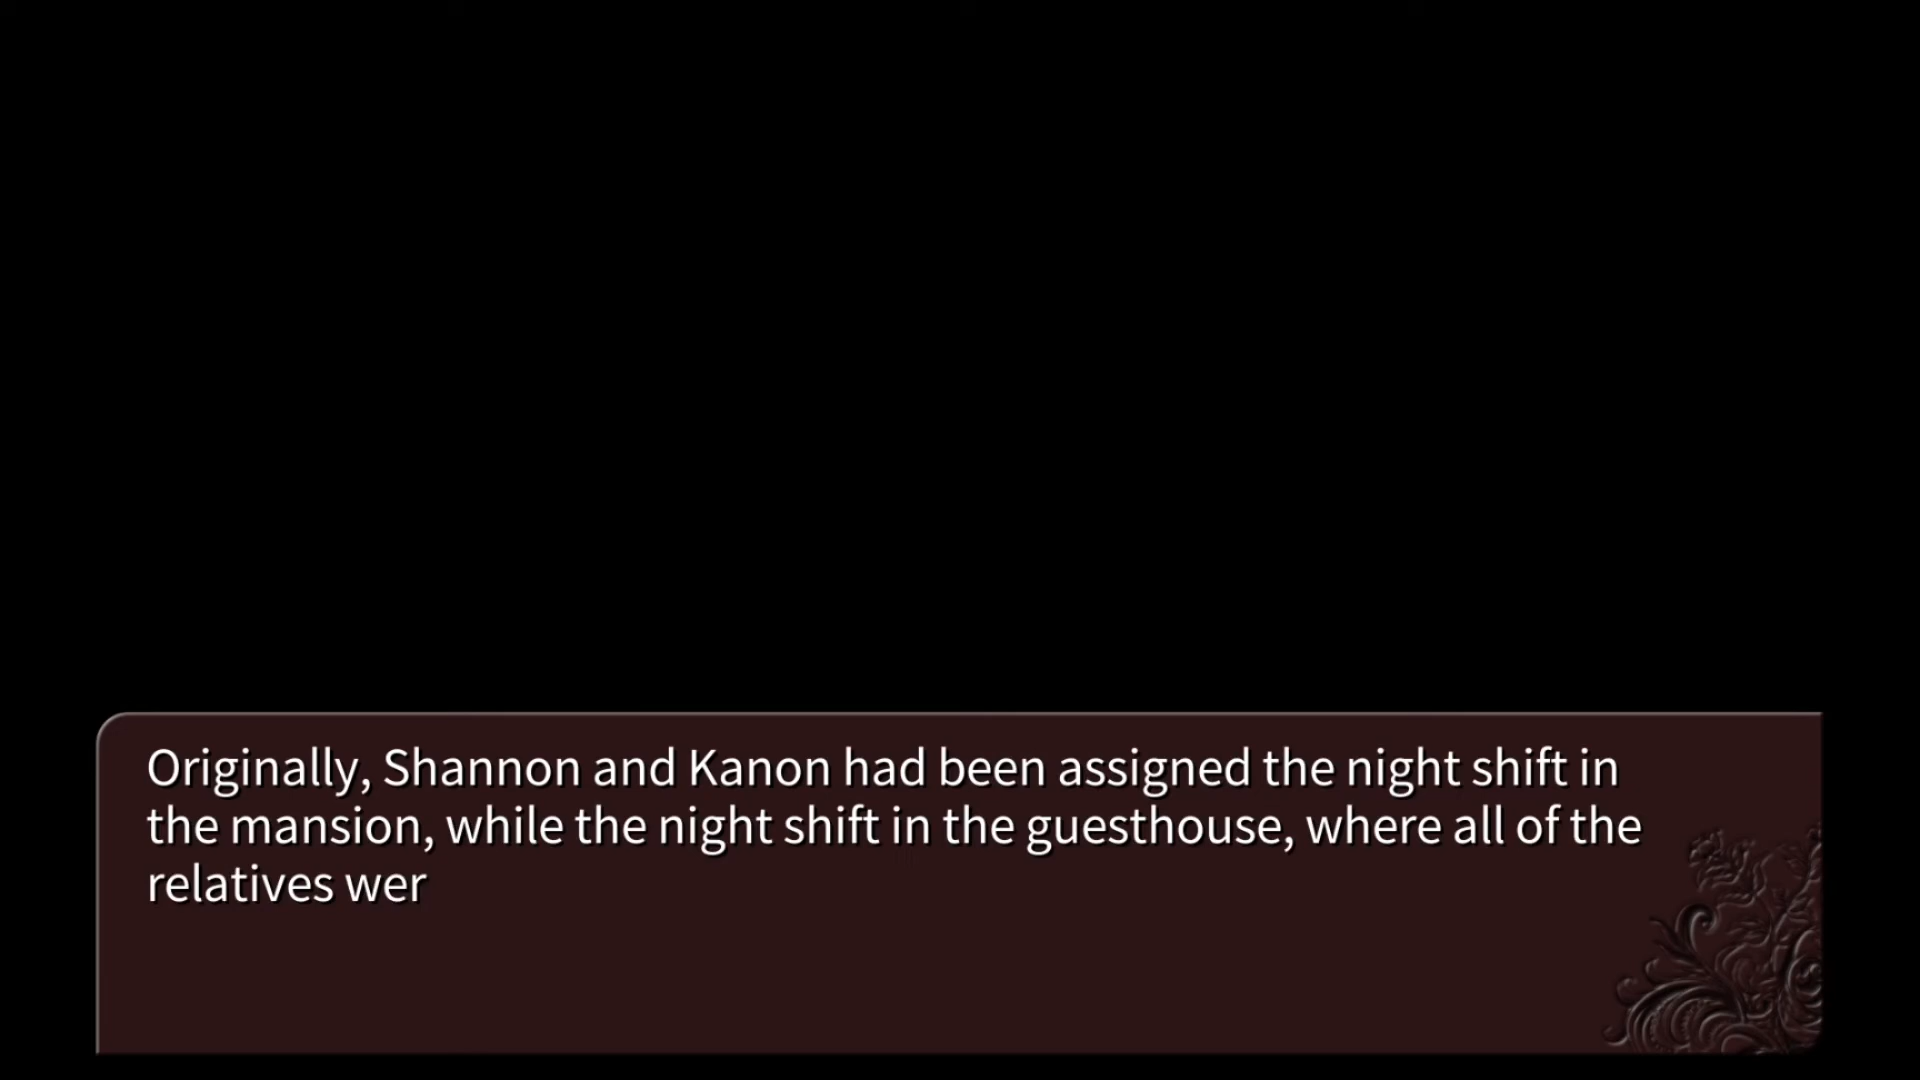 Originally, Shannon and Kanon had been assigned the night shift in
the mansion, while the night shift in the guesthouse, where all of the
relatives wer